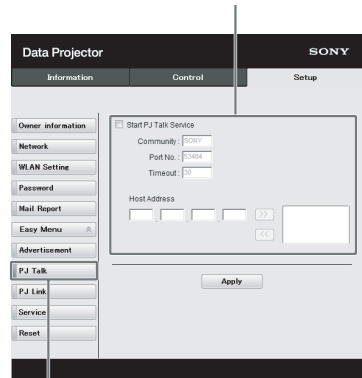 Data Projector SONY
Information Control Setup
Owner information
Network
WLAN Setting
Password
Mail Report
Easy Menu
Advertisement
PJ Talk
PJ Link
Service
Reset
Start PJ Talk Service
Community : SONY
Port No. : 53484
Timeout : 30
Host Address
. . .
>>
<<
Apply